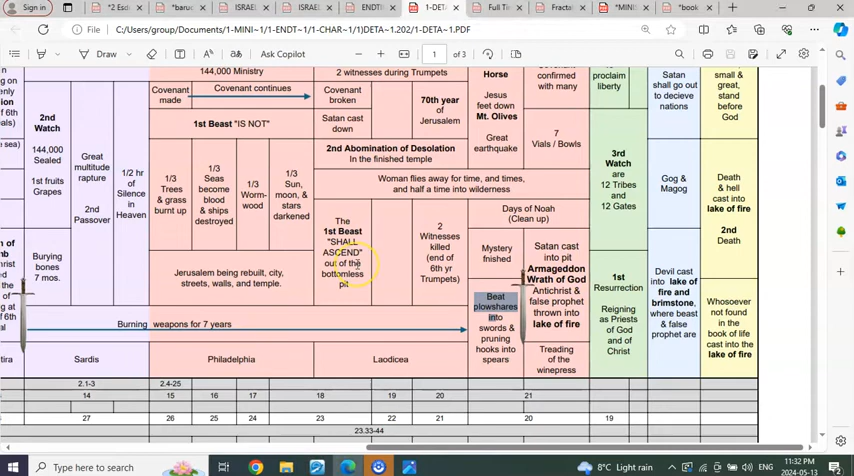 Sign in
*2 Esd
*baruc
ISRAEL
ISRAEL
ENDTIN
1-DETA
Full Tim
Fractal
*MINIS
*book o
File
C:/Users/group/Documents/1-MINI~1/ENDT~1/1-CHAR~1/1)DETA~1.202/1-DETA~1.PDF
Draw
Ask Copilot
1
of 3
144,000 Ministry
2 witnesses during Trumpets
Horse
Covenant
confirmed
with many
to
proclaim
liberty
Satan
shall go out
to decieve
nations
small &
great,
stand
before
God
Covenant
made
Covenant continues
Covenant
broken
70th year
of
Jerusalem
Jesus
feet down
Mt. Olives
Great
earthquake
1st Beast "IS NOT"
Satan cast
down
2nd
Watch
144,000
Sealed
1st fruits
Grapes
Great
multitude
rapture
2nd
Passover
1/2 hr
of
Silence
in
Heaven
2nd Abomination of Desolation
In the finished temple
7
Vials / Bowls
3rd
Watch
are
12 Tribes
and
12 Gates
Gog &
Magog
Death
& hell
cast into
lake of fire
2nd
Death
1/3
Trees
& grass
burnt up
1/3
Seas
become
blood
& ships
destroyed
1/3
Worm-
wood
1/3
Sun,
moon, &
stars
darkened
Woman flies away for time, and times,
and half a time into wilderness
The
1st Beast
"SHALL
ASCEND"
out of the
bottomless
pit
2
Witnesses
killed
(end of
6th yr
Trumpets)
Days of Noah
(Clean up)
Mystery
fnished
Satan cast
into pit
Armageddon
Wrath of God
Antichrist &
false prophet
thrown into
lake of fire
Burying
bones
7 mos.
Jerusalem being rebuilt, city,
streets, walls, and temple.
1st
Resurrection
Reigning
as Priests
of God
and of
Christ
Devil cast
into lake
of fire
and
brimstone,
where beast
& false
prophet are
Whosoever
not found
in the
book of life
cast into the
lake of fire
Burning weapons for 7 years
Beat
plowshares
into
swords &
pruning
hooks into
spears
Treading
of the
winepress
Sardis
Philadelphia
Laodicea
2.1-3
2.4-25
14
15
16
17
18
19
20
21
27
26
25
24
23
22
21
20
19
23.33-44
Type here to search
8°C Light rain
11:32 PM
2024-05-13